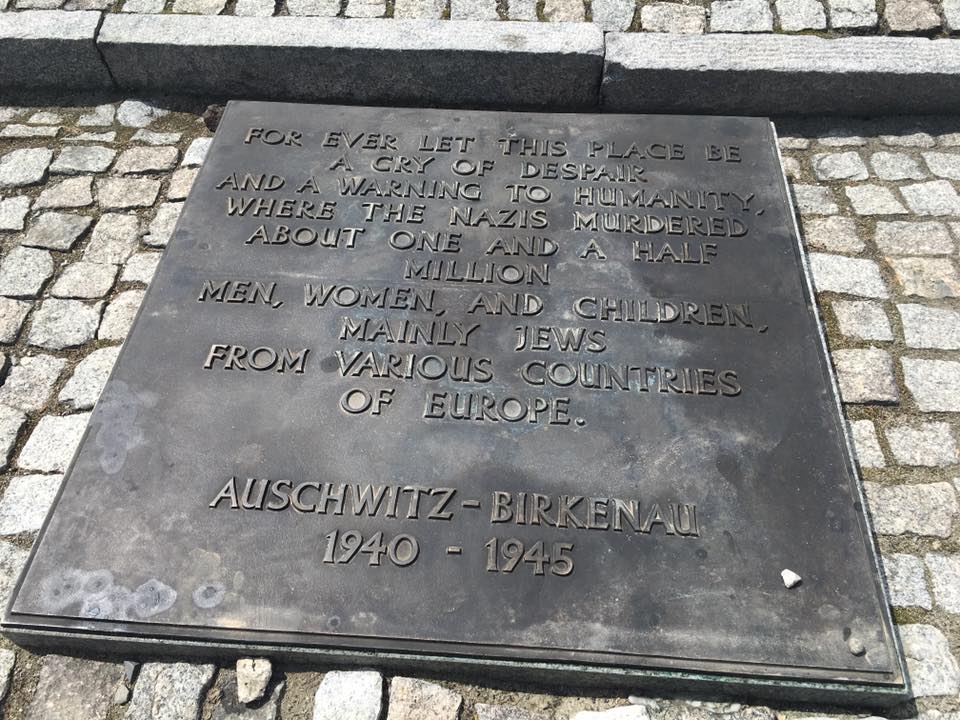 FOR EVER LET THIS PLACE BE
A CRY OF DESPAIR
AND A WARNING TO HUMANITY,
WHERE THE NAZIS MURDERED
ABOUT ONE AND A HALF
MILLION
MEN, WOMEN, AND CHILDREN,
MAINLY JEWS
FROM VARIOUS COUNTRIES
OF EUROPE.
AUSCHWITZ - BIRKENAU
1940 - 1945